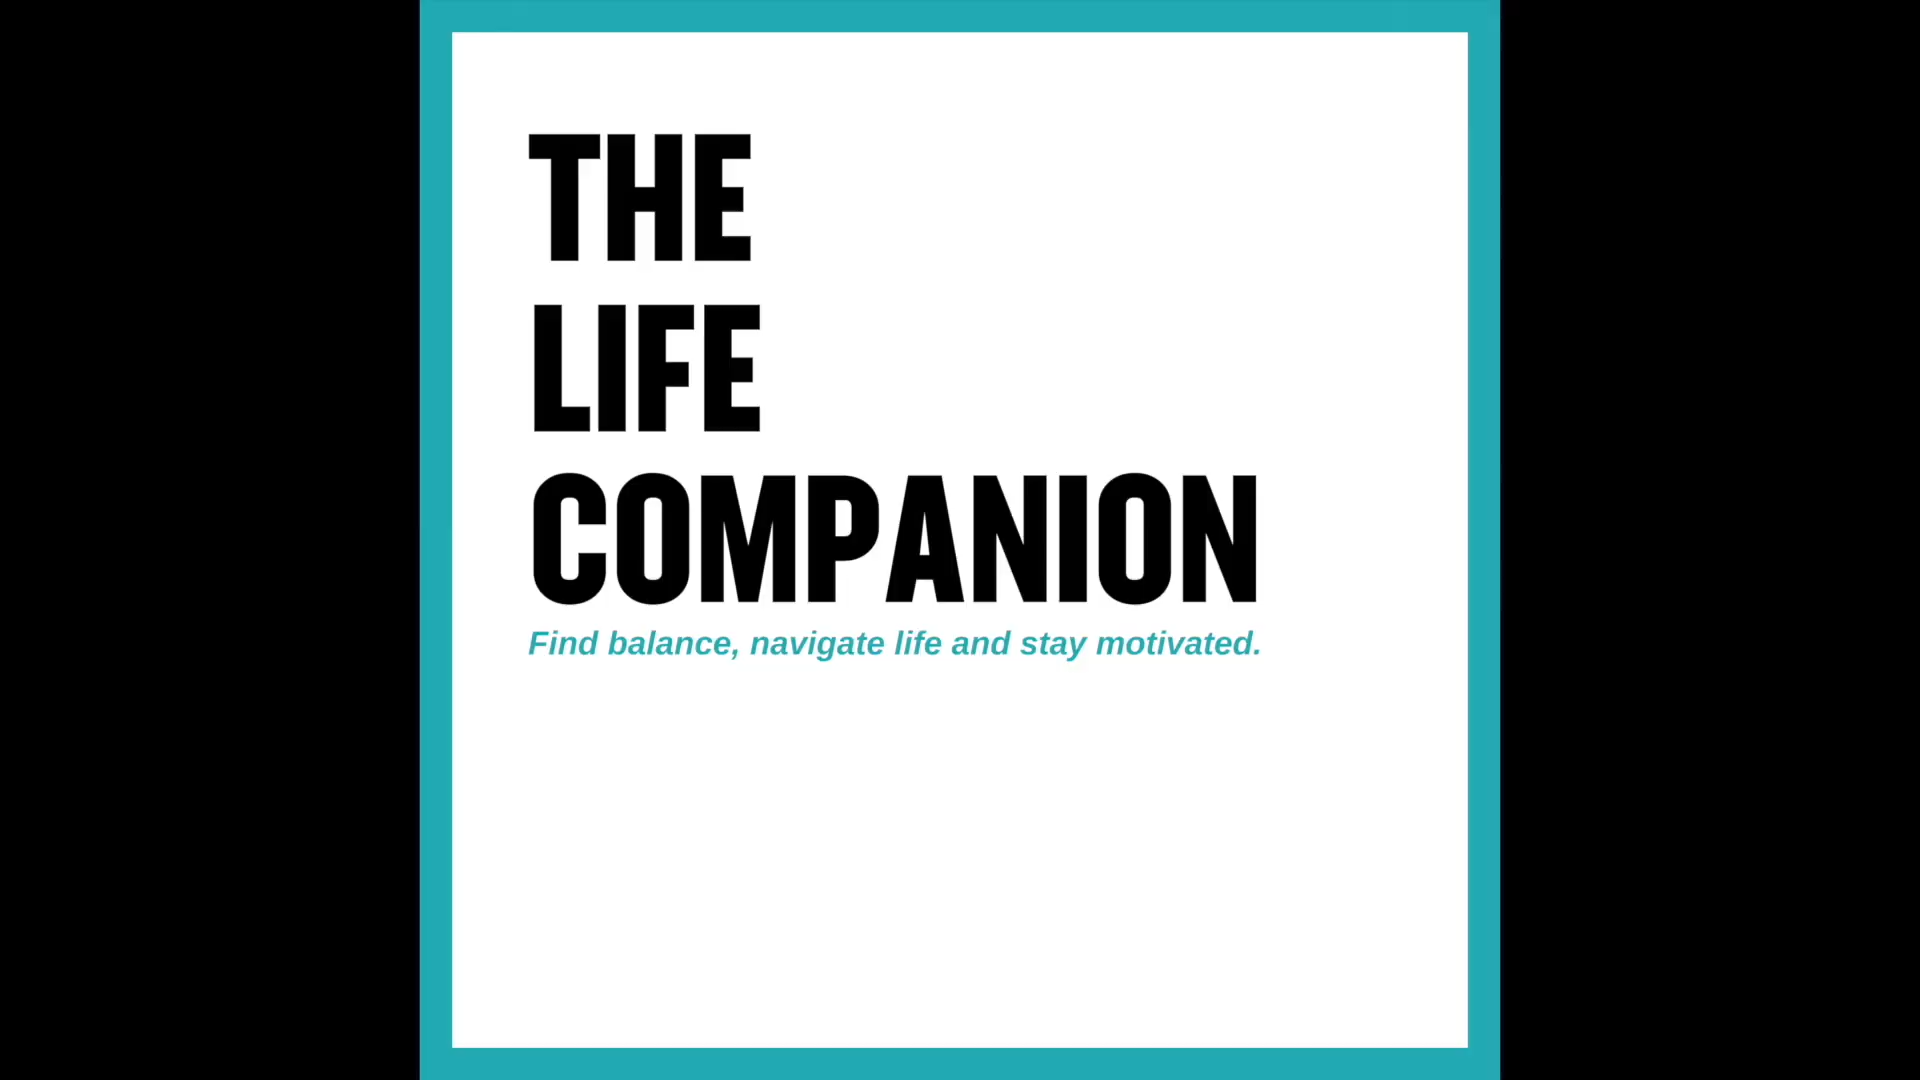 THE
LIFE
COMPANION
Find balance, navigate life and stay motivated.